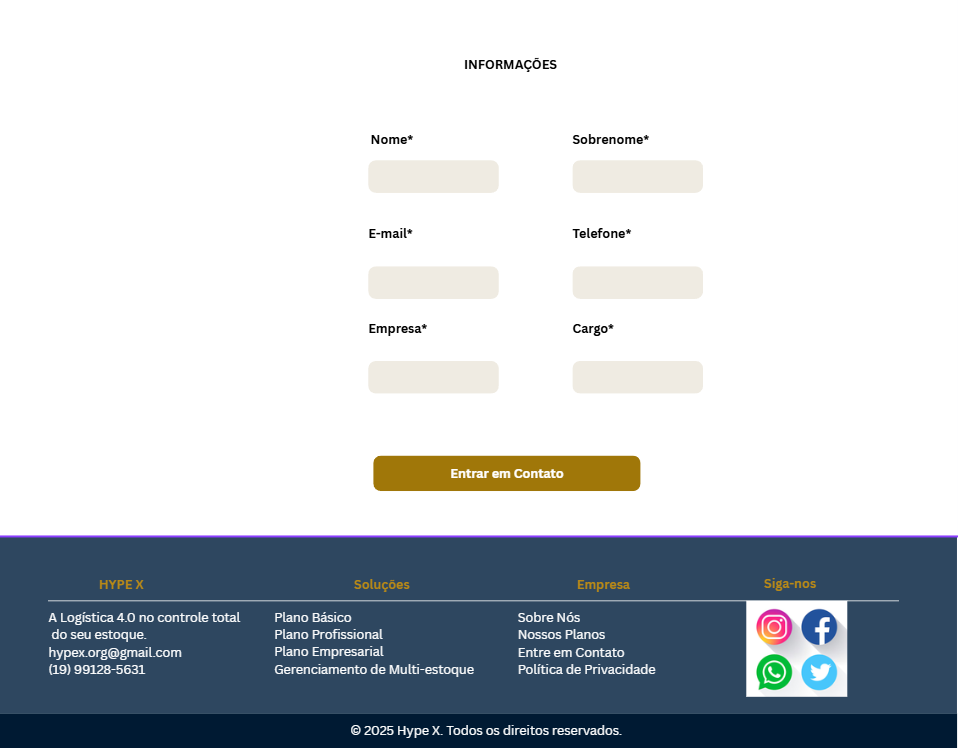 INFORMAÇÕES
Nome*
Sobrenome*
E-mail*
Telefone*
Empresa*
Cargo*
Entrar em Contato
HYPE X
A Logística 4.0 no controle total
do seu estoque.
hypex.org@gmail.com
(19) 99128-5631
Soluções
Plano Básico
Plano Profissional
Plano Empresarial
Gerenciamento de Multi-estoque
Empresa
Sobre Nós
Nossos Planos
Entre em Contato
Política de Privacidade
Siga-nos
© 2025 Hype X. Todos os direitos reservados.